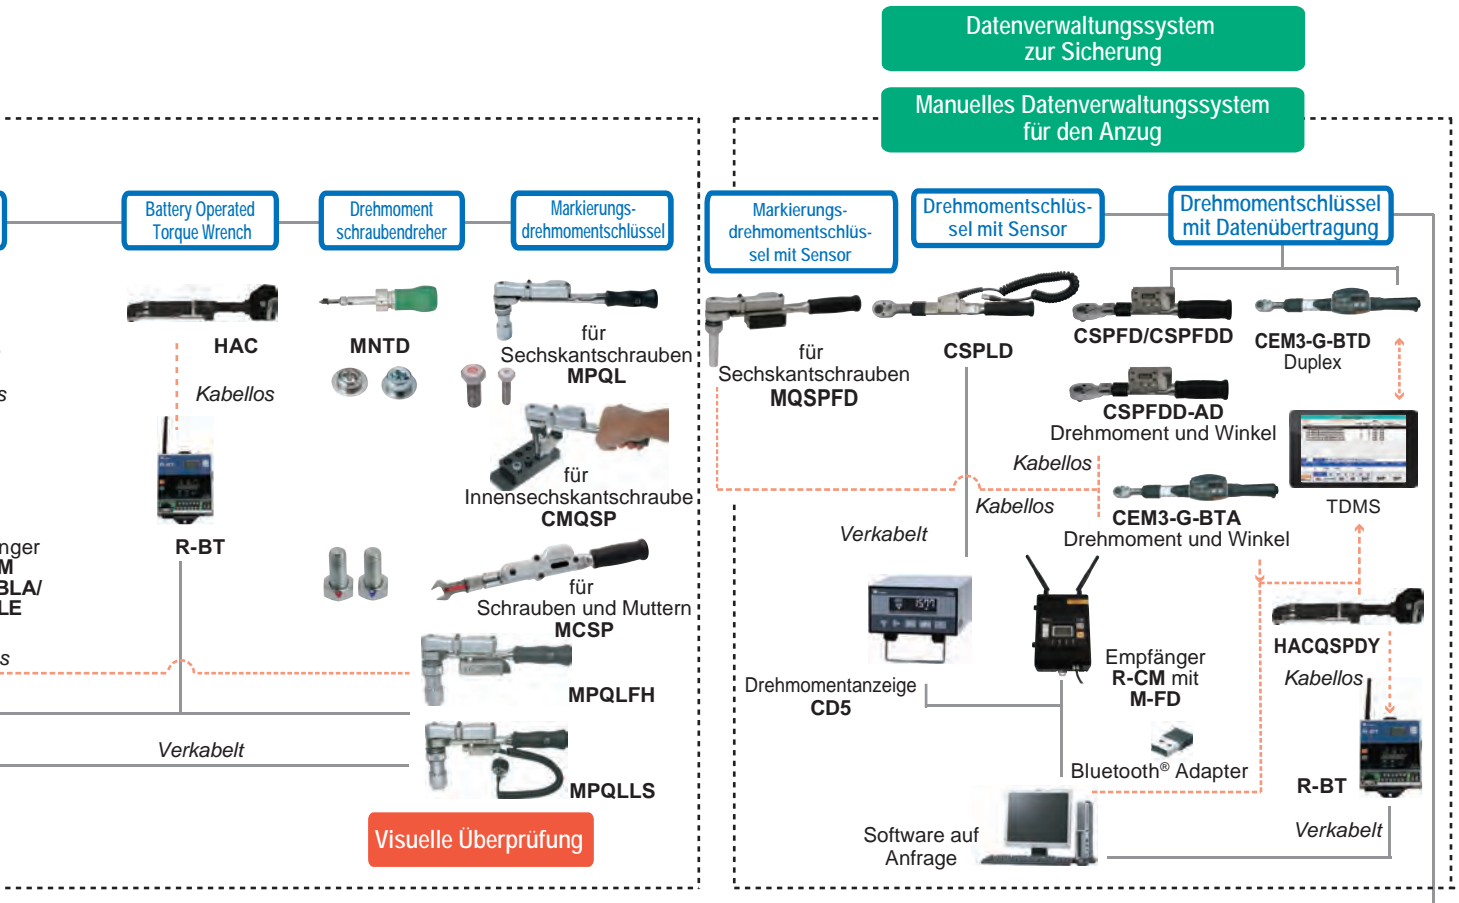 Datenverwaltungssystem
zur Sicherung
Manuelles Datenverwaltungssystem
für den Anzug
Battery Operated
Torque Wrench
Drehmoment
schraubendreher
Markierungs-
drehmomentschlüssel
Markierungs-
drehmomentschlüs-
sel mit Sensor
Drehmomentschlüs-
sel mit Sensor
Drehmomentschlüssel
mit Datenübertragung
HAC
Kabellos
R-BT
MNTD
für
Sechskantschrauben
MPQL
für
Innensechskantschraube
CMQSP
für
Schrauben und Muttern
MCSP
MPQLFH
MPQLLS
Verkabelt
nger
M
BLA/
LE
s
s
Visuelle Überprüfung
für
Sechskantschrauben
MQSPFD
CSPLD
CSPFD/CSPFDD
CEM3-G-BTD
Duplex
CSPFDD-AD
Drehmoment und Winkel
Kabellos
Kabellos
CEM3-G-BTA
Drehmoment und Winkel
TDMS
Verkabelt
Drehmomentanzeige
CD5
Empfänger
R-CM mit
M-FD
Bluetooth® Adapter
HACQSPDY
Kabellos
R-BT
Verkabelt
Software auf
Anfrage